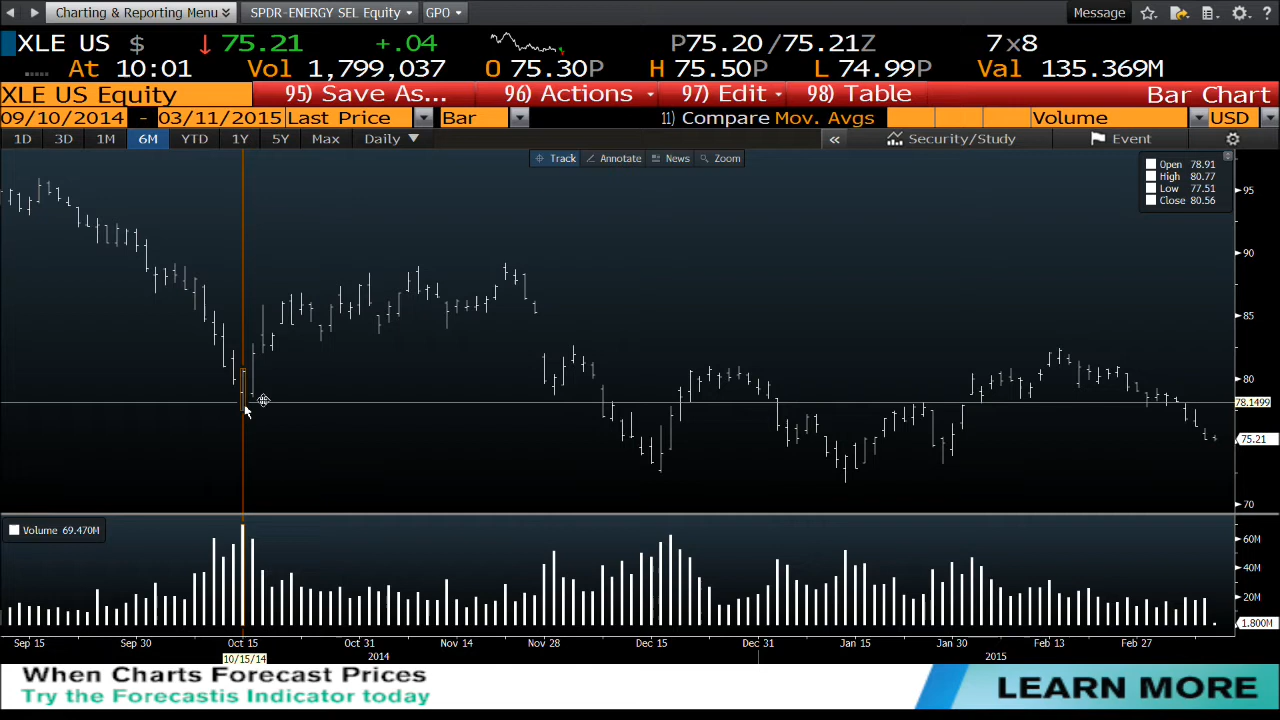 Charting & Reporting Menu SPDR-ENERGY SEL Equity GPO Message ?
XLE US $ ↓ 75.21 +.04 P75.20 /75.21Z 7x8
At 10:01 Vol 1,799,037 O 75.30P H 75.50P L 74.99P Val 135.369M
XLE US Equity 95) Save As... 96) Actions 97) Edit 98) Table Bar Chart
09/10/2014 - 03/11/2015 Last Price Bar 11) Compare Mov. Avgs Volume USD
1D 3D 1M 6M YTD 1Y 5Y Max Daily ▼ « Security/Study Event
Track Annotate News Zoom
Open 78.91
High 80.77
Low 77.51
Close 80.56
95
90
85
80
78.1499
75.21
70
Volume 69.470M
60M
40M
20M
1.800M
Sep 15 Sep 30 Oct 15 Oct 31 Nov 14 Nov 28 Dec 15 Dec 31 Jan 15 Jan 30 Feb 13 Feb 27
10/15/14 2014 2015
When Charts Forecast Prices
Try the Forecastis Indicator today
LEARN MORE